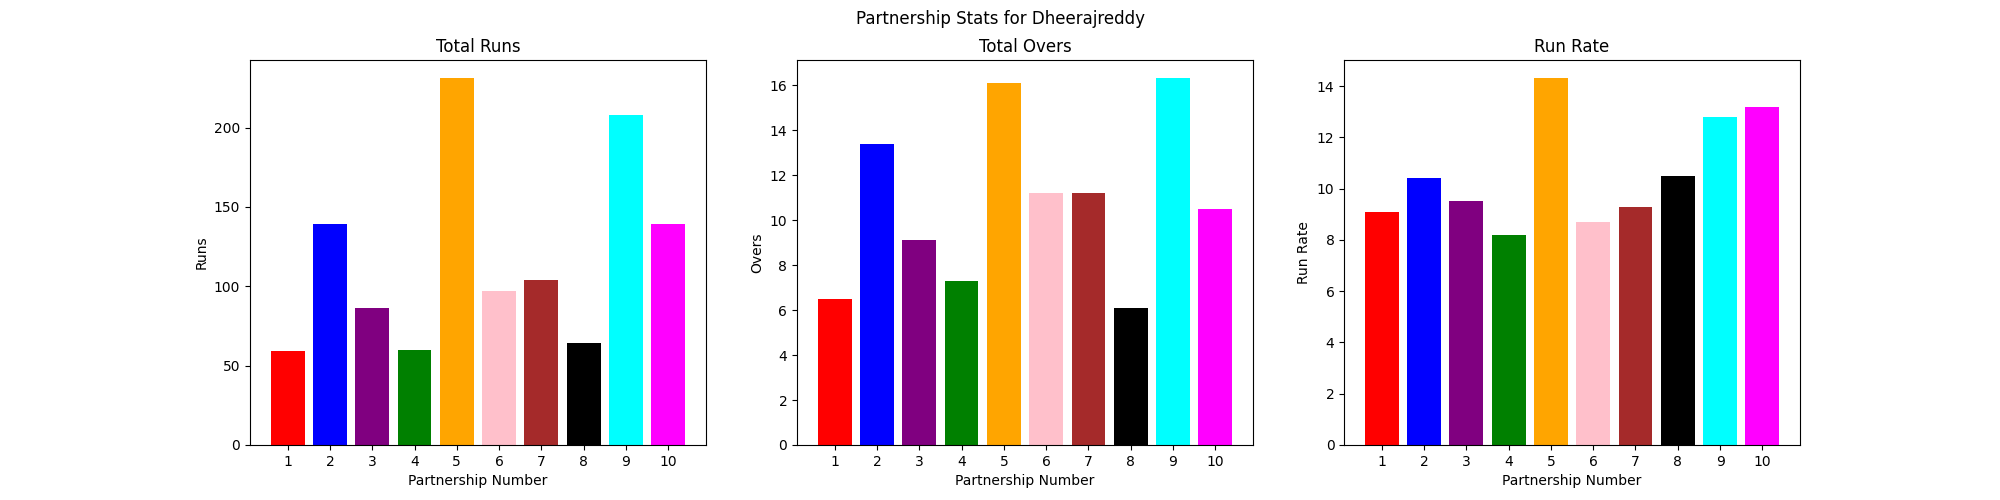 Partnership Stats for Dheerajreddy
Total Runs
Runs
200
150
100
50
0
1 2 3 4 5 6 7 8 9 10
Partnership Number
Total Overs
Overs
16
14
12
10
8
6
4
2
0
1 2 3 4 5 6 7 8 9 10
Partnership Number
Run Rate
Run Rate
14
12
10
8
6
4
2
0
1 2 3 4 5 6 7 8 9 10
Partnership Number